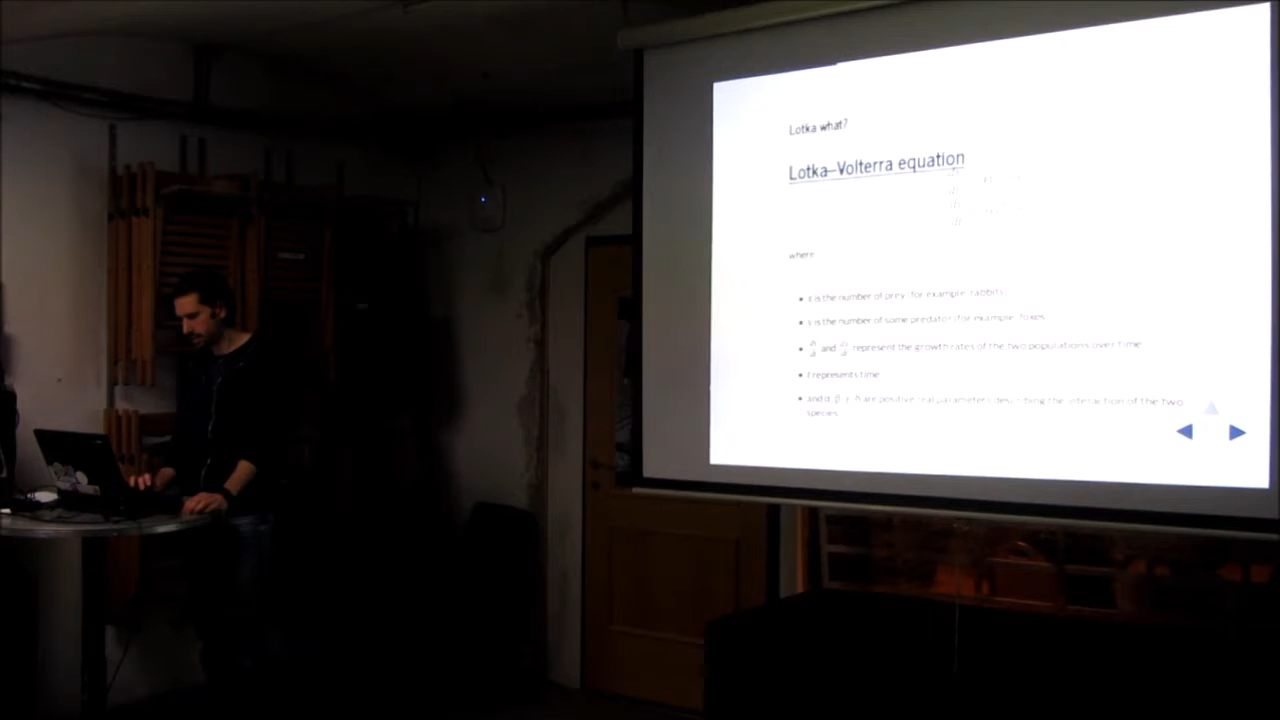 Lotka what?
Lotka–Volterra equation
where
is the number of prey (for example, rabbits)
is the number of some predator (for example, foxes
and represent the growth rates of the two populations over time
t represents time
and α, β, γ, δ are positive real parameters describing the interaction of the two
species